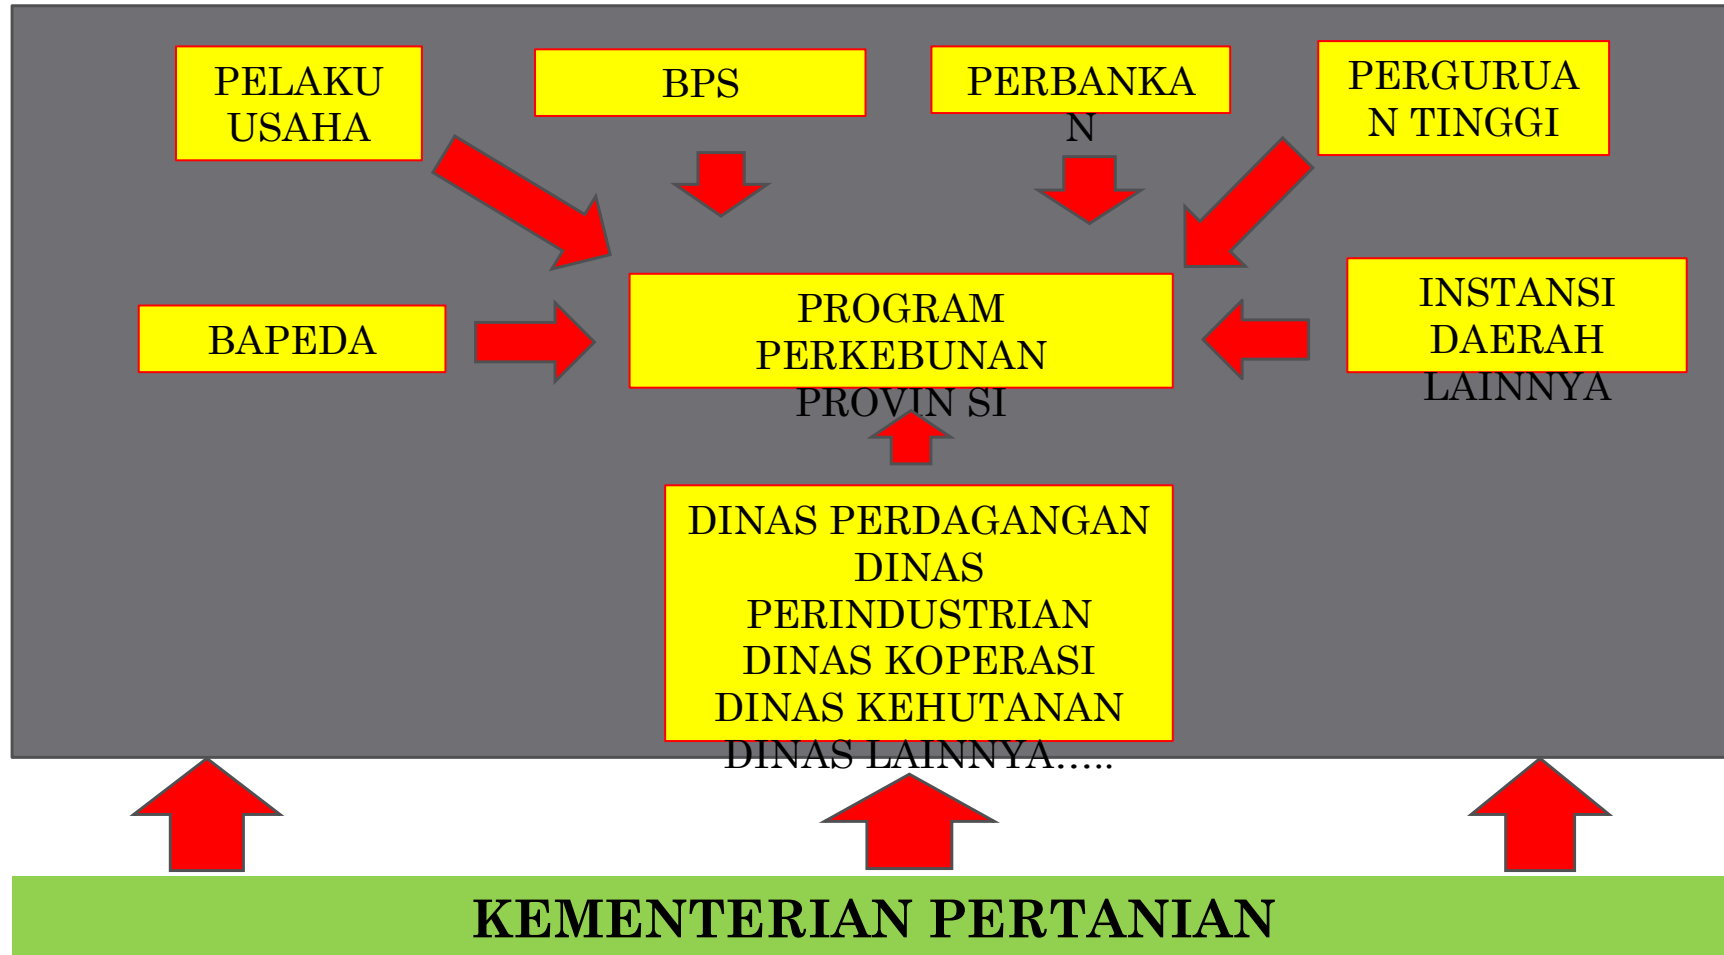 PELAKU
USAHA
BPS
PERBANKA
N
PERGURUA
N TINGGI
BAPEDA
PROGRAM
PERKEBUNAN
PROVIN SI
INSTANSI
DAERAH
LAINNYA
DINAS PERDAGANGAN
DINAS
PERINDUSTRIAN
DINAS KOPERASI
DINAS KEHUTANAN
DINAS LAINNYA.....
KEMENTERIAN PERTANIAN